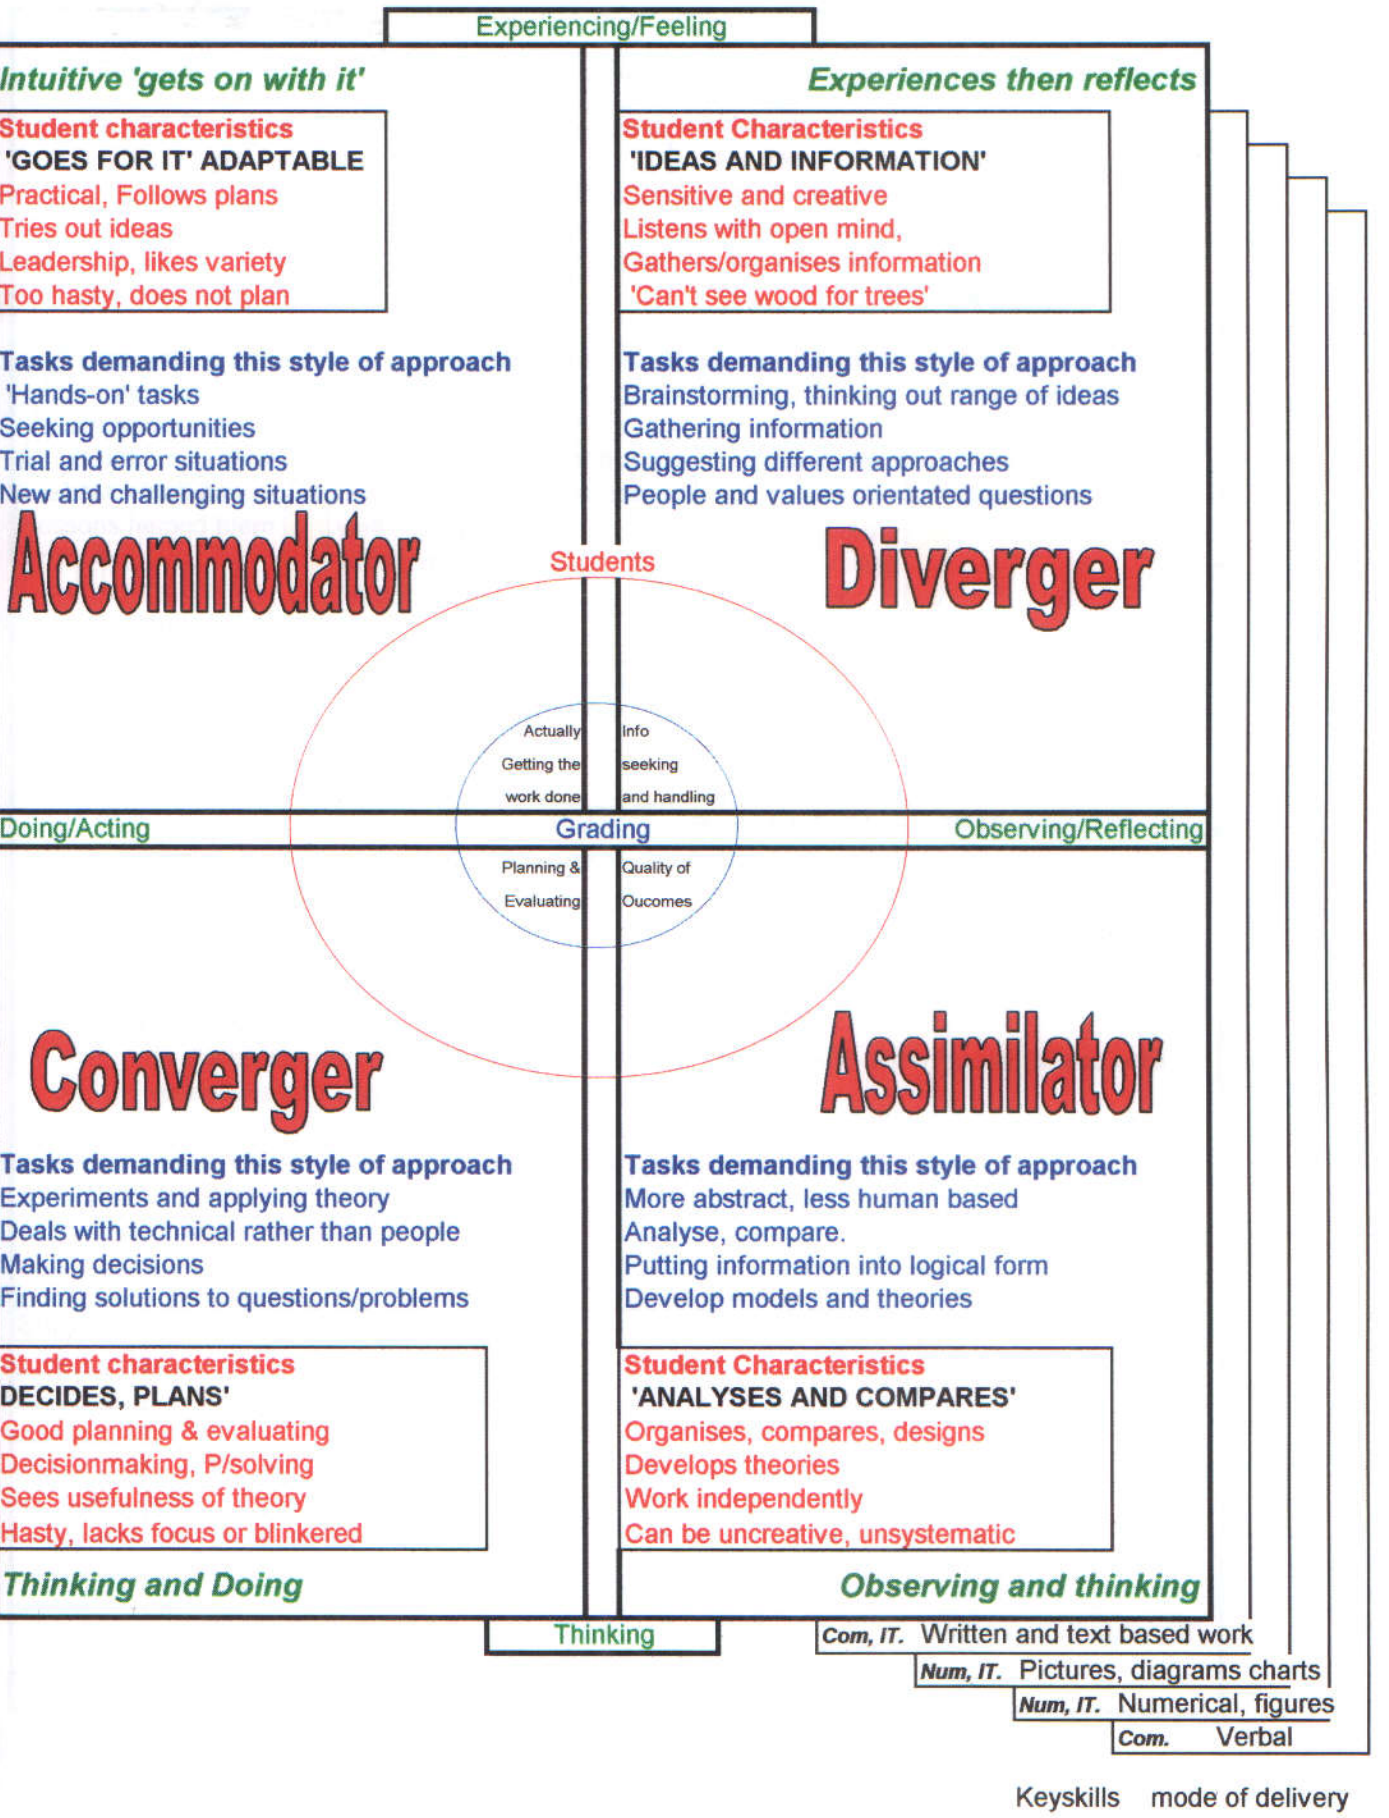 Experiencing/Feeling
Intuitive 'gets on with it'
Student characteristics
'GOES FOR IT' ADAPTABLE
Practical, Follows plans
Tries out ideas
Leadership, likes variety
Too hasty, does not plan
Tasks demanding this style of approach
'Hands-on' tasks
Seeking opportunities
Trial and error situations
New and challenging situations
Accommodator
Experiences then reflects
Student Characteristics
'IDEAS AND INFORMATION'
Sensitive and creative
Listens with open mind,
Gathers/organises information
'Can't see wood for trees'
Tasks demanding this style of approach
Brainstorming, thinking out range of ideas
Gathering information
Suggesting different approaches
People and values orientated questions
Diverger
Students
Actually
Getting the
work done
Info
seeking
and handling
Doing/Acting
Grading
Observing/Reflecting
Planning &
Evaluating
Quality of
Oucomes
Converger
Tasks demanding this style of approach
Experiments and applying theory
Deals with technical rather than people
Making decisions
Finding solutions to questions/problems
Student characteristics
DECIDES, PLANS'
Good planning & evaluating
Decisionmaking, P/solving
Sees usefulness of theory
Hasty, lacks focus or blinkered
Thinking and Doing
Assimilator
Tasks demanding this style of approach
More abstract, less human based
Analyse, compare.
Putting information into logical form
Develop models and theories
Student Characteristics
'ANALYSES AND COMPARES'
Organises, compares, designs
Develops theories
Work independently
Can be uncreative, unsystematic
Observing and thinking
Thinking
Com, IT. Written and text based work
Num, IT. Pictures, diagrams charts
Num, IT. Numerical, figures
Com. Verbal
Keyskills mode of delivery